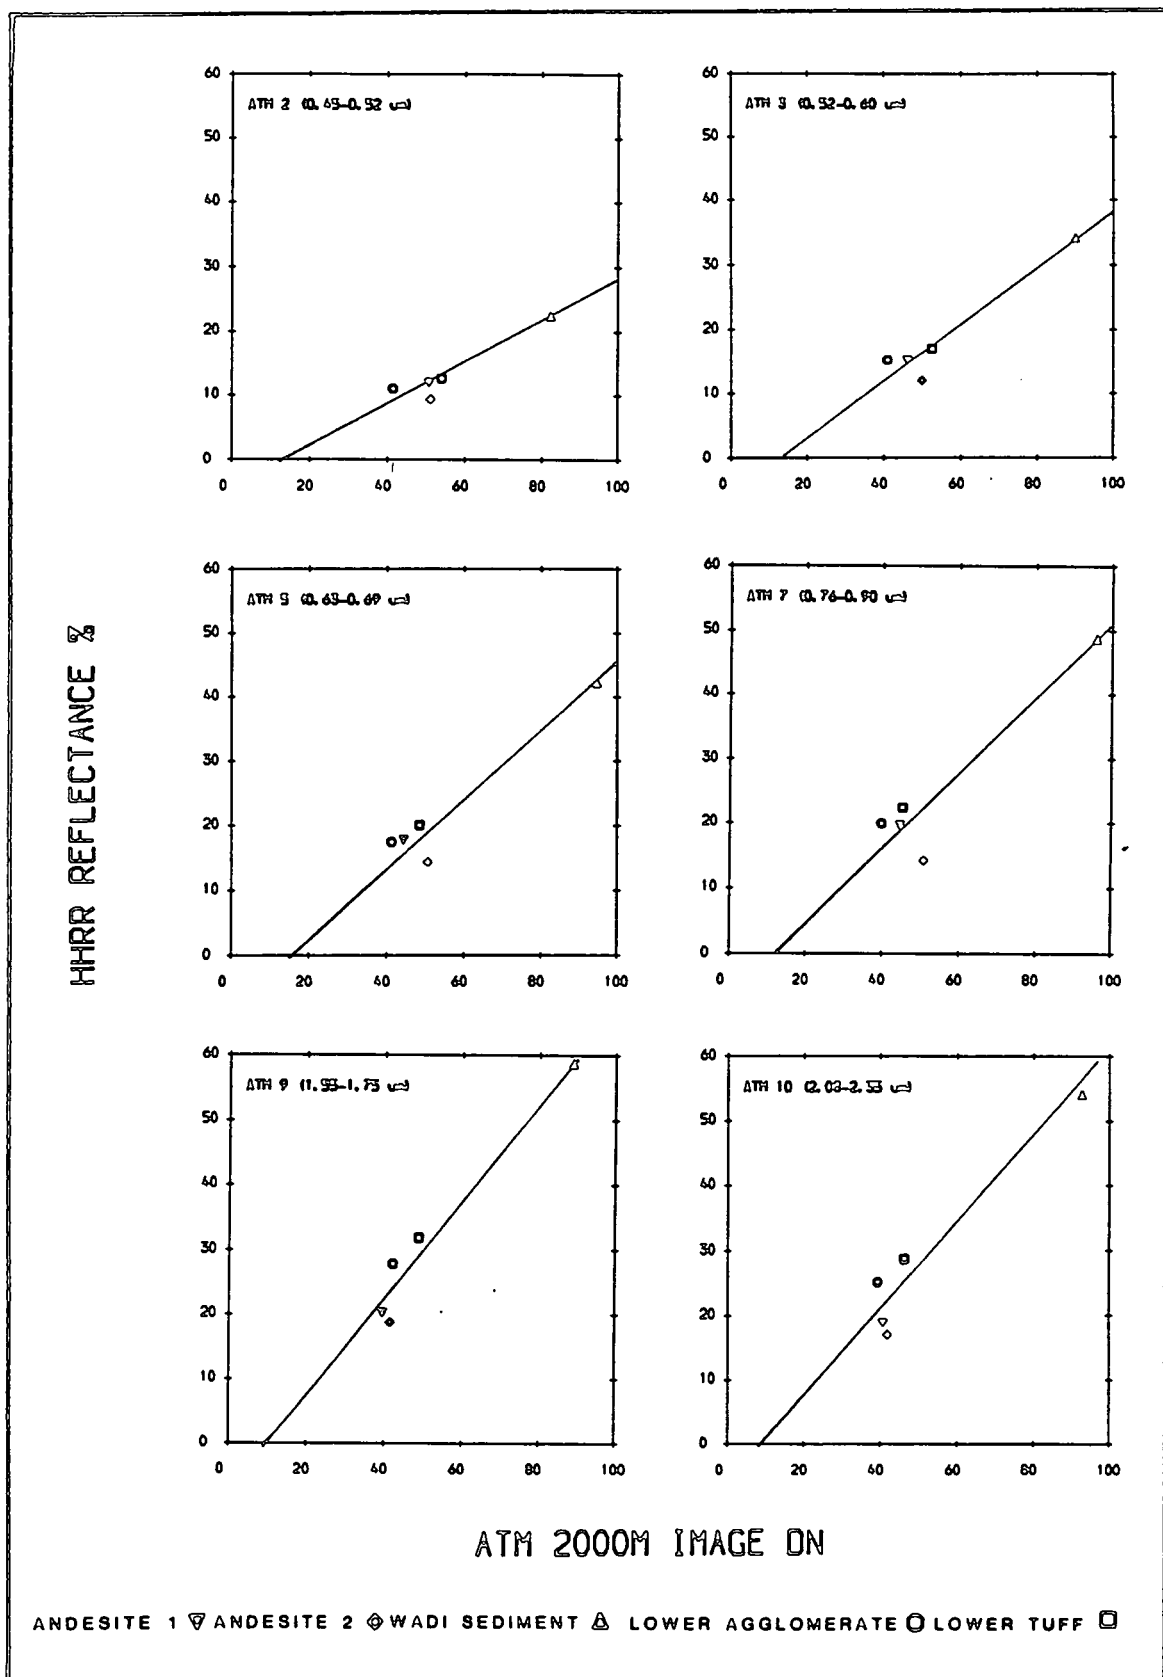 60
50
40
30
20
10
0
ATM 2 (0.45-0.52 um)
0 20 40 60 80 100
60
50
40
30
20
10
0
ATM 3 (0.52-0.60 um)
0 20 40 60 80 100
HHRR REFLECTANCE %
60
50
40
30
20
10
0
ATM 5 (0.63-0.69 um)
0 20 40 60 80 100
60
50
40
30
20
10
0
ATM 7 (0.76-0.90 um)
0 20 40 60 80 100
60
50
40
30
20
10
0
ATM 9 (1.55-1.75 um)
0 20 40 60 80 100
60
50
40
30
20
10
0
ATM 10 (2.08-2.35 um)
0 20 40 60 80 100
ATM 2000M IMAGE DN
ANDESITE 1 ANDESITE 2 WADI SEDIMENT LOWER AGGLOMERATE LOWER TUFF